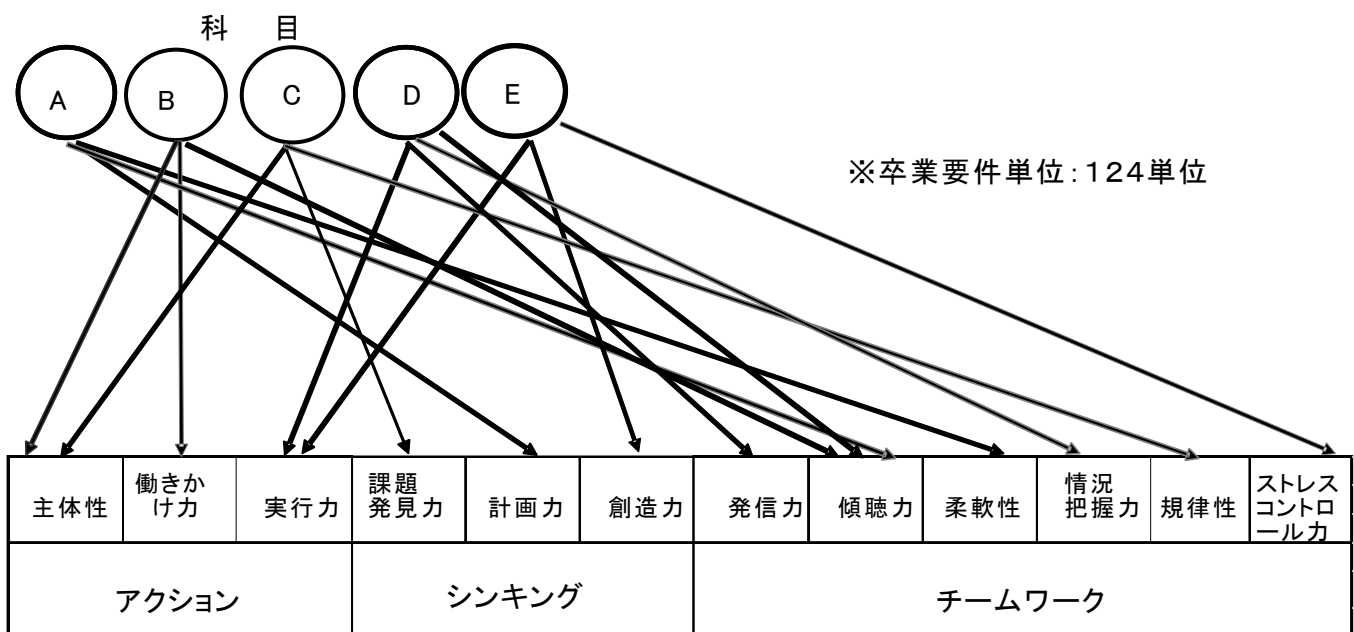 科　目
A
B
C
D
E
※卒業要件単位：124単位
主体性
働きか
け力
実行力
課題
発見力
計画力
創造力
発信力
傾聴力
柔軟性
情況
把握力
規律性
ストレス
コントロ
ール力
アクション
シンキング
チームワーク